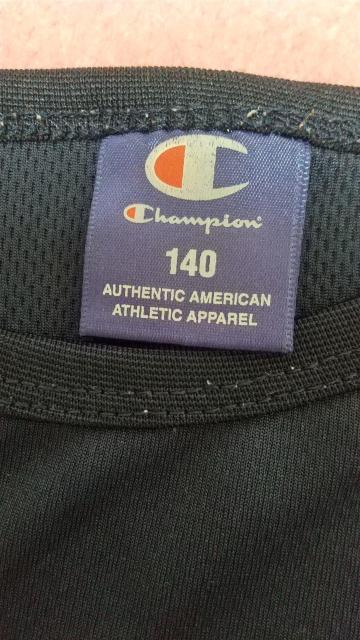 Champion
140
AUTHENTIC AMERICAN
ATHLETIC APPAREL